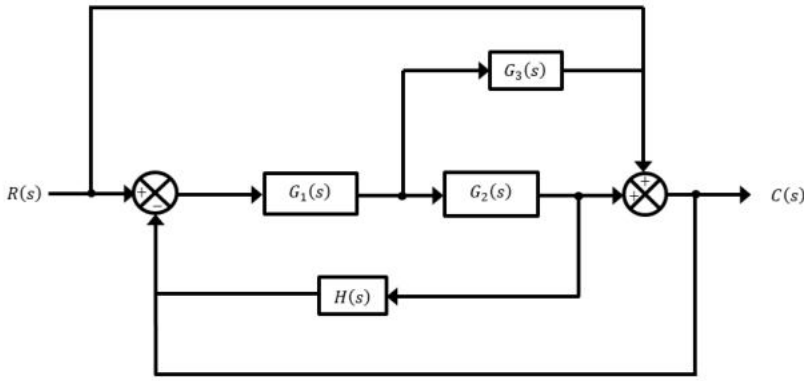 G₃(s)
R(s)
+
−
G₁(s)
G₂(s)
+
+
C(s)
H(s)